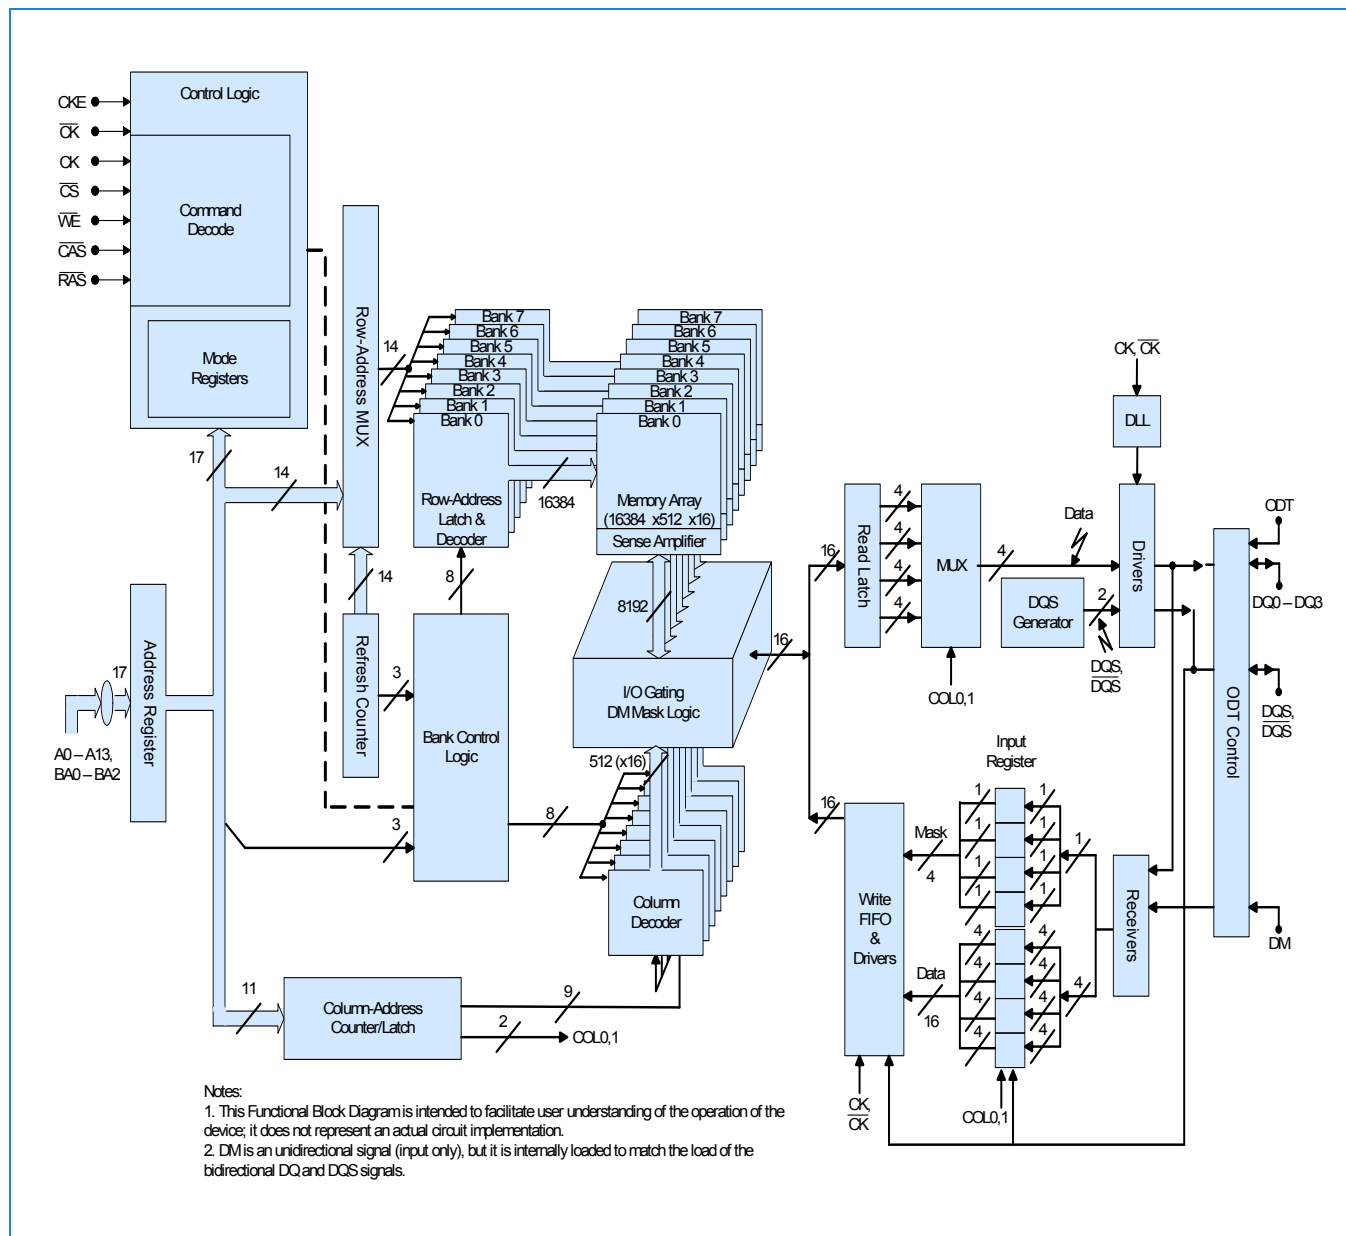 Control Logic
CKE
CK
CK
CS
WE
CAS
RAS
Command
Decode
Mode
Registers
Row-Address MUX
14
Bank 7
Bank 6
Bank 5
Bank 4
Bank 3
Bank 2
Bank 1
Bank 0
Row-Address
Latch &
Decoder
16384
Bank 7
Bank 6
Bank 5
Bank 4
Bank 3
Bank 2
Bank 1
Bank 0
Memory Array
(16384 x512 x16)
Sense Amplifier
17
14
14
8
8192
Address Register
17
A0 – A13,
BA0 – BA2
Refresh Counter
3
Bank Control
Logic
3
8
I/O Gating
DM Mask Logic
16
512 (x16)
Column
Decoder
11
Column-Address
Counter/Latch
9
2
COL0,1
16
Read Latch
4
4
4
4
MUX
COL0,1
4
Data
CK, CK
DLL
Drivers
DQS
Generator
2
DQS,
DQS
ODT
DQ0 – DQ3
DQS,
DQS
ODT Control
DM
Input
Register
16
Write
FIFO
&
Drivers
Mask
4
Data
16
1
1
1
1
1
1
1
1
1
4
4
4
4
4
4
4
4
4
Receivers
CK,
CK
COL0,1
Notes:
1. This Functional Block Diagram is intended to facilitate user understanding of the operation of the
device; it does not represent an actual circuit implementation.
2. DM is an unidirectional signal (input only), but it is internally loaded to match the load of the
bidirectional DQ and DQS signals.